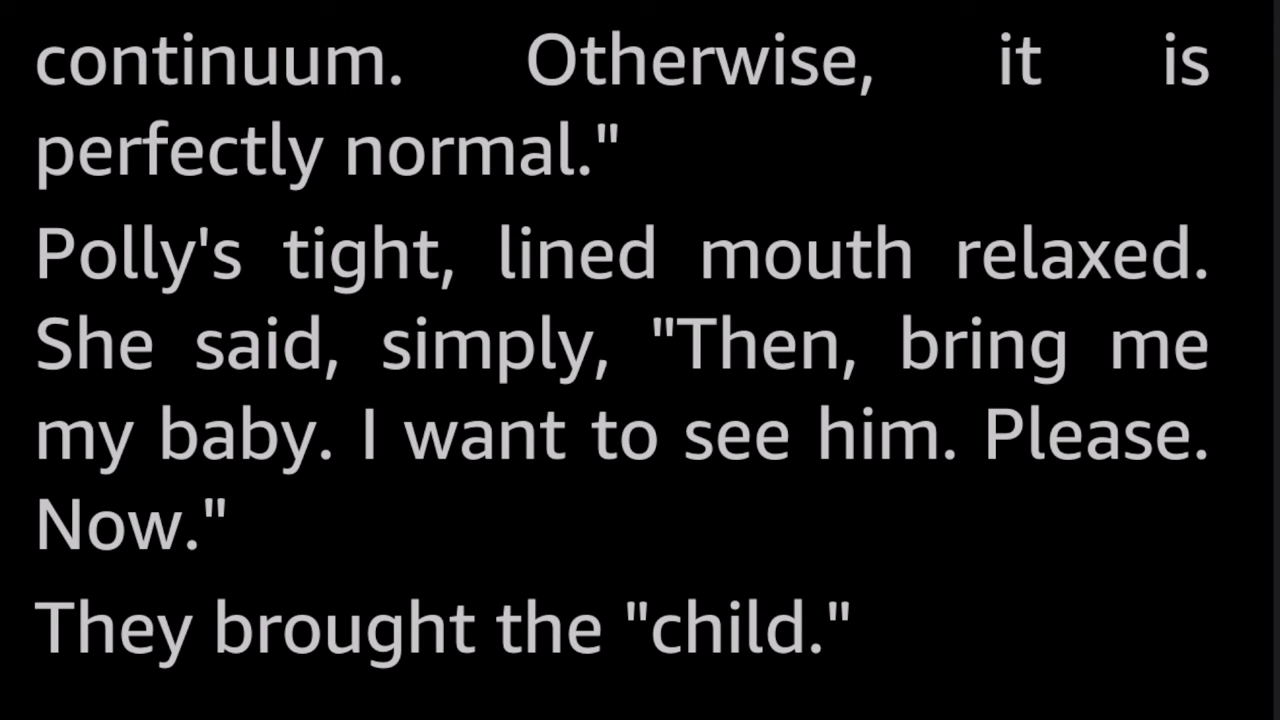 continuum. Otherwise, it is
perfectly normal."
Polly's tight, lined mouth relaxed.
She said, simply, "Then, bring me
my baby. I want to see him. Please.
Now."
They brought the "child."